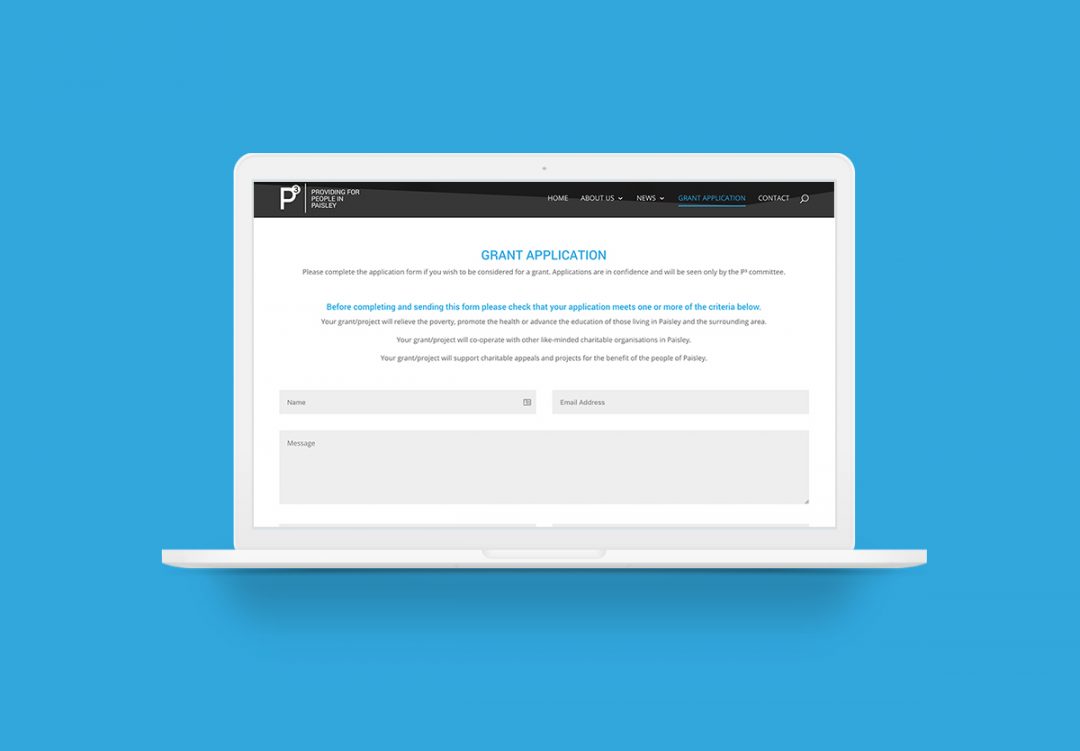 P3
PROVIDING FOR
PEOPLE IN
PAISLEY
HOME ABOUT US NEWS GRANT APPLICATION CONTACT
GRANT APPLICATION
Please complete the application form if you wish to be considered for a grant. Applications are in confidence and will be seen only by the P³ committee.
Before completing and sending this form please check that your application meets one or more of the criteria below.
Your grant/project will relieve the poverty, promote the health or advance the education of those living in Paisley and the surrounding area.
Your grant/project will co-operate with other like-minded charitable organisations in Paisley.
Your grant/project will support charitable appeals and projects for the benefit of the people of Paisley.
Name Email Address
Message